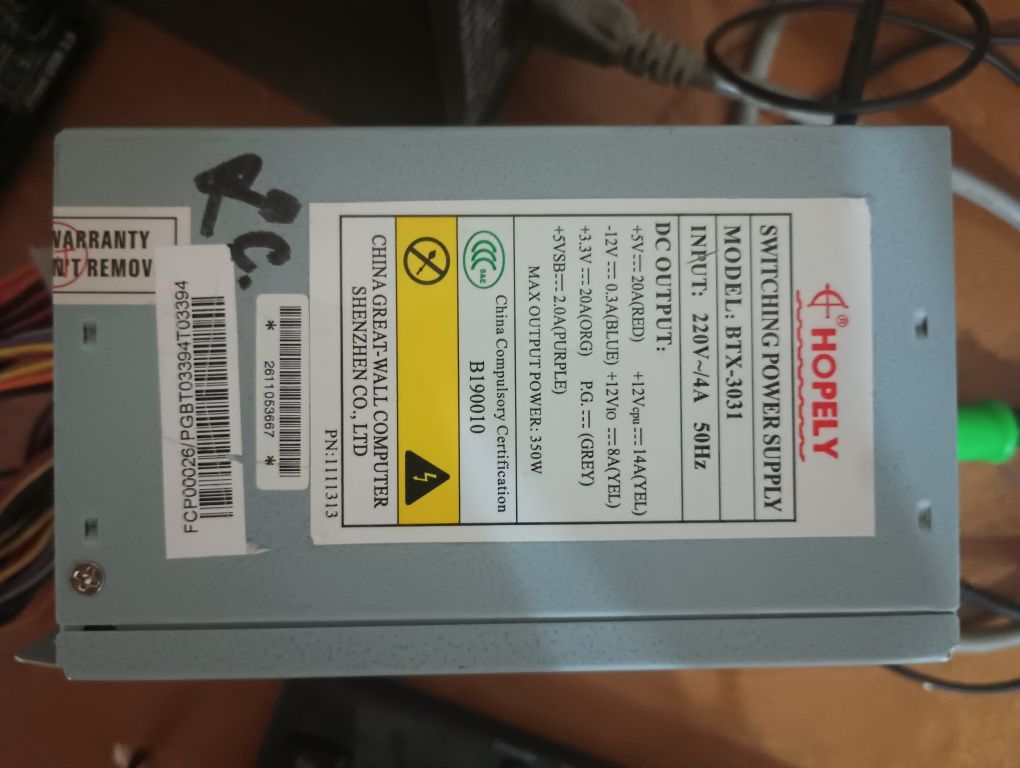 HOPELY®
SWITCHING POWER SUPPLY
MODEL: BTX-3031
INPUT: 220V~/4A 50Hz
DC OUTPUT:
+5V⎓20A(RED) +12Vcpu⎓14A(YEL)
-12V⎓0.3A(BLUE) +12VIO⎓8A(YEL)
+3.3V⎓20A(ORG) P.G.⎓(GREY)
+5VSB⎓2.0A(PURPLE)
MAX OUTPUT POWER: 350W
S&E
China Compulsory Certification
B190010
CHINA GREAT-WALL COMPUTER
SHENZHEN CO., LTD
PN:1111313
* 2611053667 *
FCP00026/PGBT03394T03394
WARRANTY
N'T REMOV